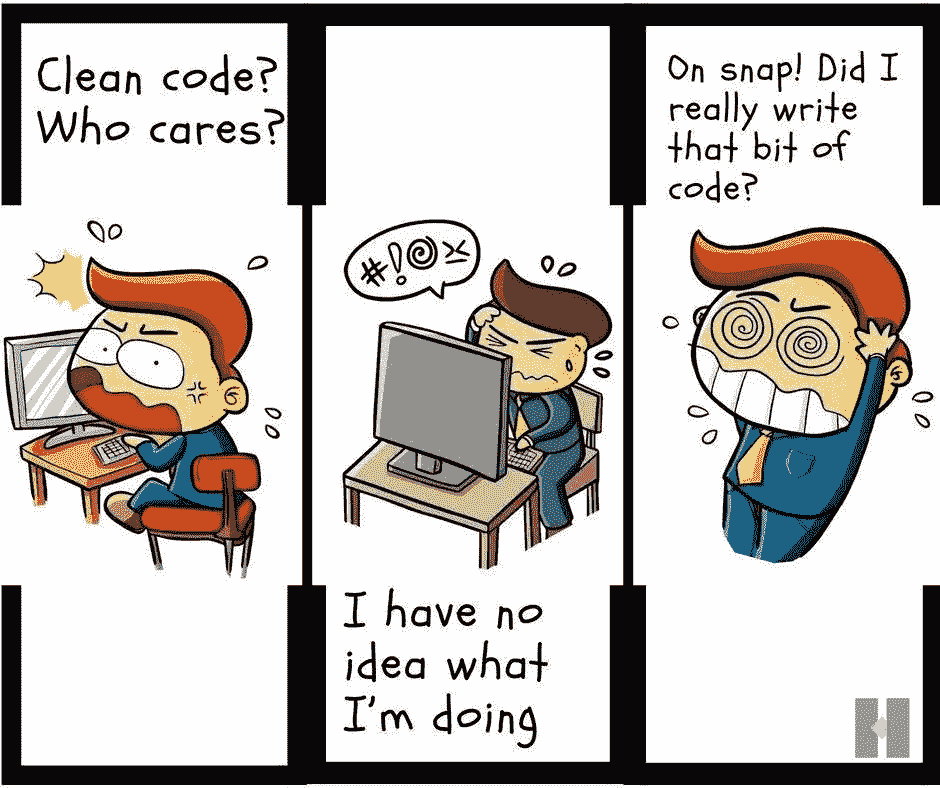 Clean code?
Who cares?
#!@
I have no
idea what
I'm doing
On snap! Did I
really write
that bit of
code?